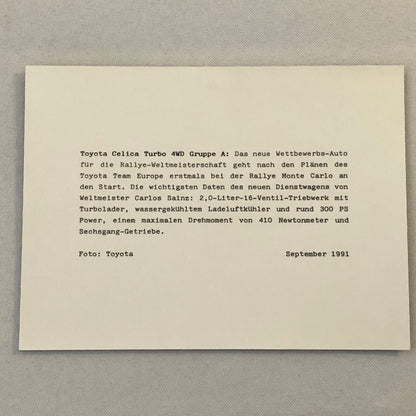 Toyota Celica Turbo 4WD Gruppe A: Das neue Wettbewerbs-Auto
für die Rallye-Weltmeisterschaft geht nach den Plänen des
Toyota Team Europe erstmals bei der Rallye Monte Carlo an
den Start. Die wichtigsten Daten des neuen Dienstwagens von
Weltmeister Carlos Sainz: 2,0-Liter-16-Ventil-Triebwerk mit
Turbolader, wassergekühltem Ladeluftkühler und rund 300 PS
Power, einem maximalen Drehmoment von 410 Newtonmeter und
Sechsgang-Getriebe.
Foto: Toyota September 1991